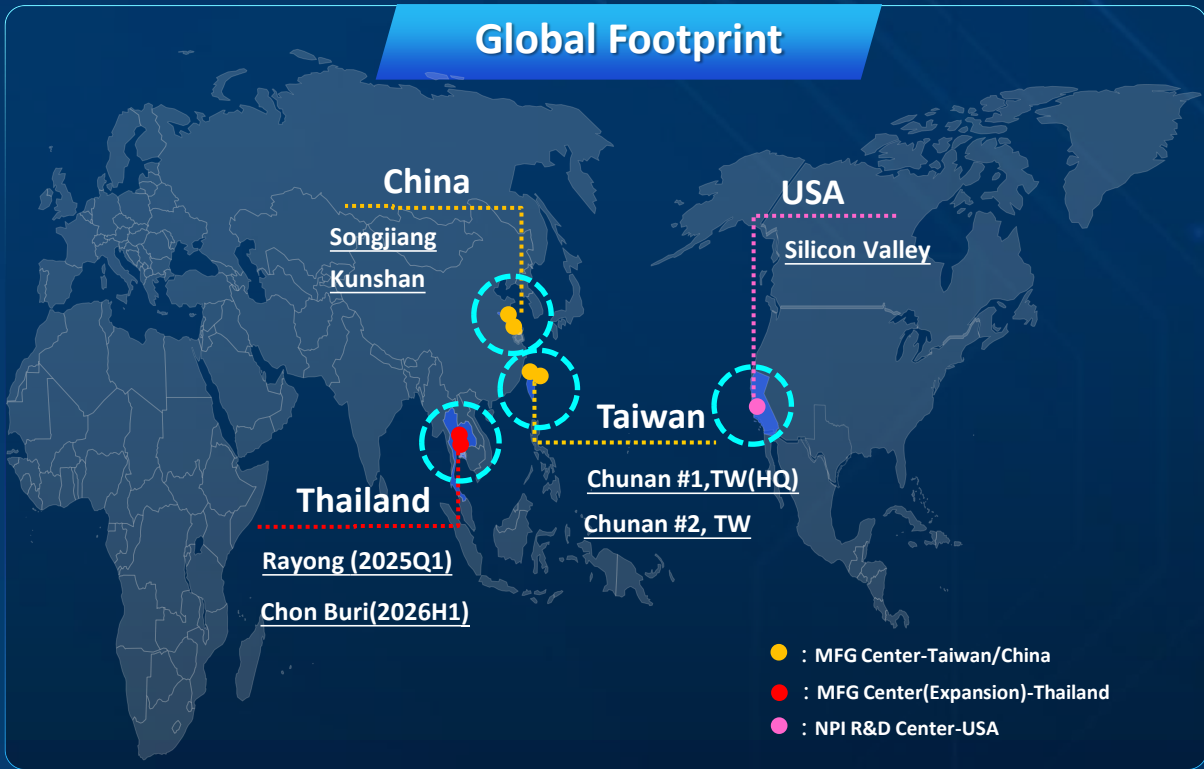 Global Footprint
China
Songjiang
Kunshan
USA
Silicon Valley
Taiwan
Chunan #1,TW(HQ)
Chunan #2, TW
Thailand
Rayong (2025Q1)
Chon Buri(2026H1)
: MFG Center-Taiwan/China
: MFG Center(Expansion)-Thailand
: NPI R&D Center-USA